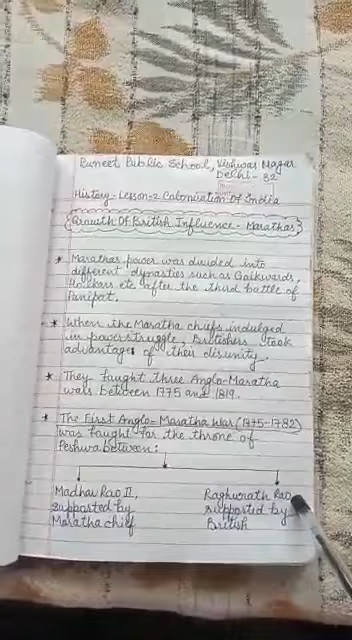 Puneet Public School, Vishwas Nagar
Delhi - 32
History - Lesson-2 Colonization Of India
Growth Of British Influence - Marathas
* Marathas power was divided into
different dynasties such as Gaikwards,
Holkars etc after the third battle of
Panipat.
* When the Maratha chiefs indulged
in power struggle, Britishers took
advantage of their disunity.
* They faught three Anglo-Maratha
wars between 1775 and 1819.
* The First Anglo-Maratha War (1775-1782)
was faught for the throne of
Peshwa between:
Madhav Rao II,
supported by
Maratha chief
Raghunath Rao
supported by
British